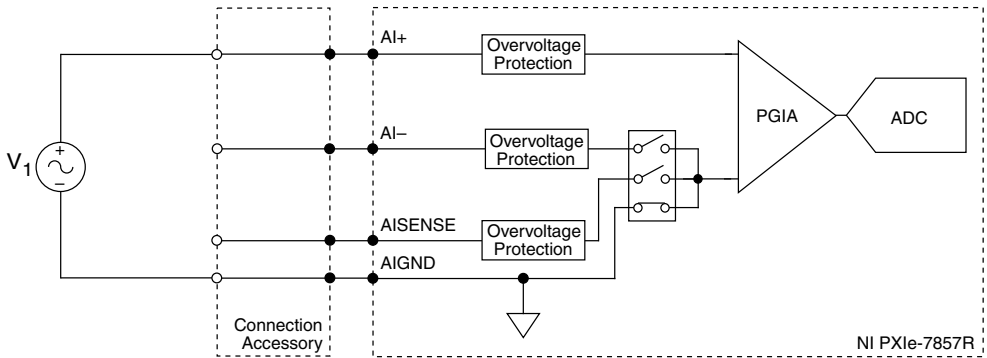 AI+
Overvoltage
Protection
PGIA
ADC
AI–
Overvoltage
Protection
V1
+
–
AISENSE
Overvoltage
Protection
AIGND
Connection
Accessory
NI PXIe-7857R